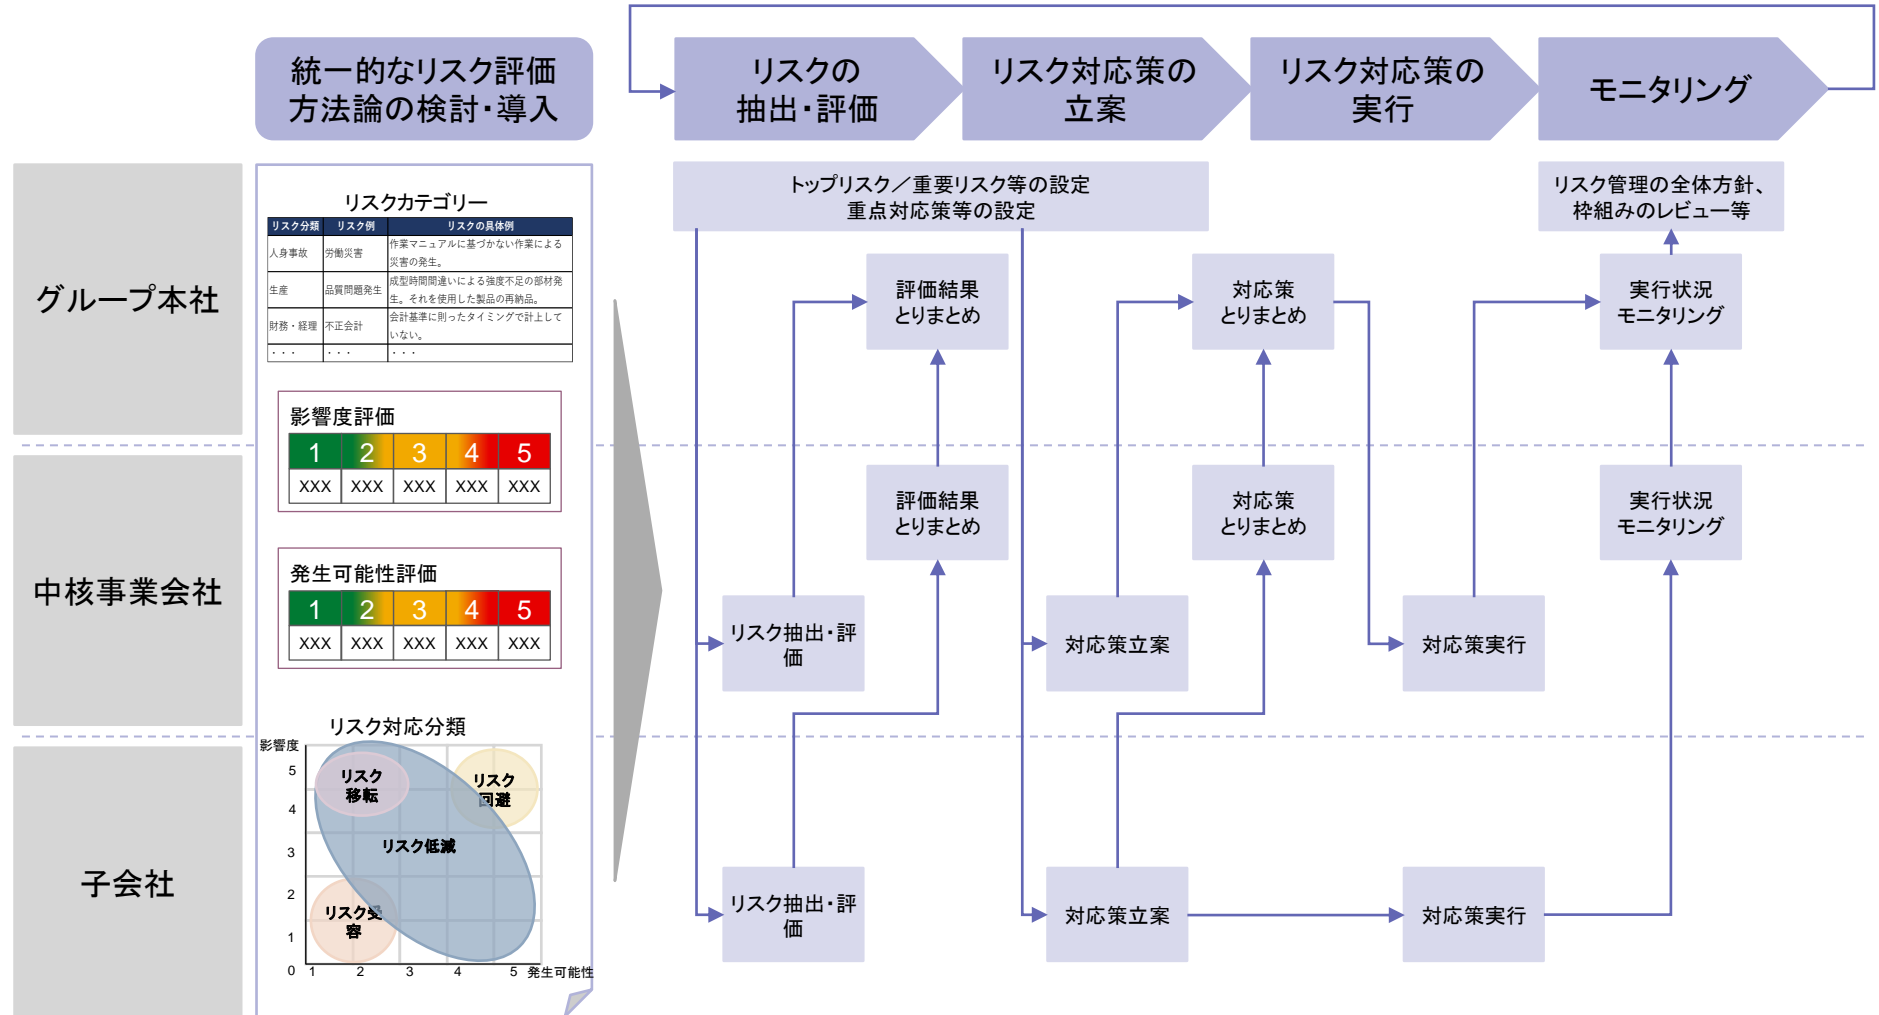 統一的なリスク評価
方法論の検討・導入
リスクの
抽出・評価
リスク対応策の
立案
リスク対応策の
実行
モニタリング
グループ本社
中核事業会社
子会社
リスクカテゴリー
リスク分類 リスク例 リスクの具体例
人身事故 労働災害 作業マニュアルに基づかない作業による
災害の発生。
生産 品質問題発生 成型時間間違いによる強度不足の部材発
生。それを使用した製品の再納品。
財務・経理 不正会計 会計基準に則ったタイミングで計上して
いない。
・・・ ・・・ ・・・
影響度評価
1 2 3 4 5
XXX XXX XXX XXX XXX
発生可能性評価
1 2 3 4 5
XXX XXX XXX XXX XXX
リスク対応分類
影響度
5
4
3
2
1
0 1 2 3 4 5 発生可能性
リスク
移転
リスク
回避
リスク低減
リスク受
容
トップリスク／重要リスク等の設定
重点対応策等の設定
リスク管理の全体方針、
枠組みのレビュー等
評価結果
とりまとめ
対応策
とりまとめ
実行状況
モニタリング
評価結果
とりまとめ
対応策
とりまとめ
実行状況
モニタリング
リスク抽出・評
価
対応策立案
対応策実行
リスク抽出・評
価
対応策立案
対応策実行